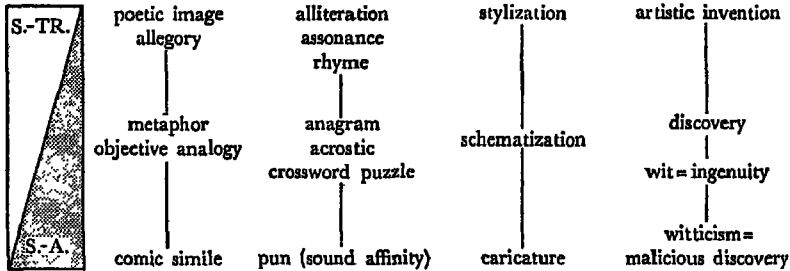 S.-TR.
poetic image
allegory
metaphor
objective analogy
S.-A.
comic simile
alliteration
assonance
rhyme
anagram
acrostic
crossword puzzle
pun (sound affinity)
stylization
schematization
caricature
artistic invention
discovery
wit = ingenuity
witticism =
malicious discovery